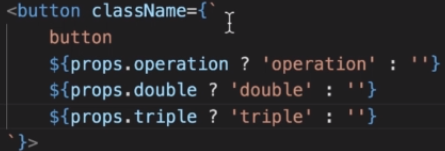 <button className={`
button
${props.operation ? 'operation' : ''}
${props.double ? 'double' : ''}
${props.triple ? 'triple' : ''}
`}>